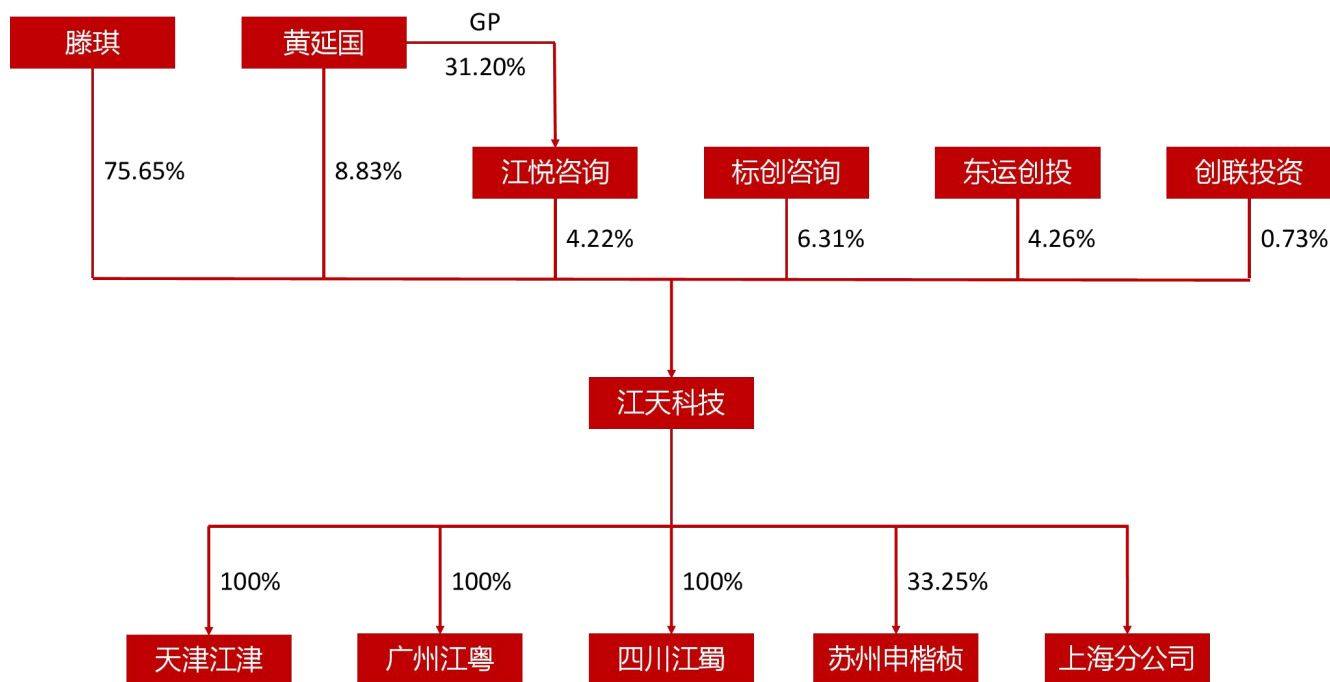 GP
滕琪
黄延国
31.20%
75.65%
8.83%
江悦咨询
标创咨询
东运创投
创联投资
4.22%
6.31%
4.26%
0.73%
江天科技
100%
100%
100%
33.25%
天津江津
广州江粤
四川江蜀
苏州申楷桢
上海分公司